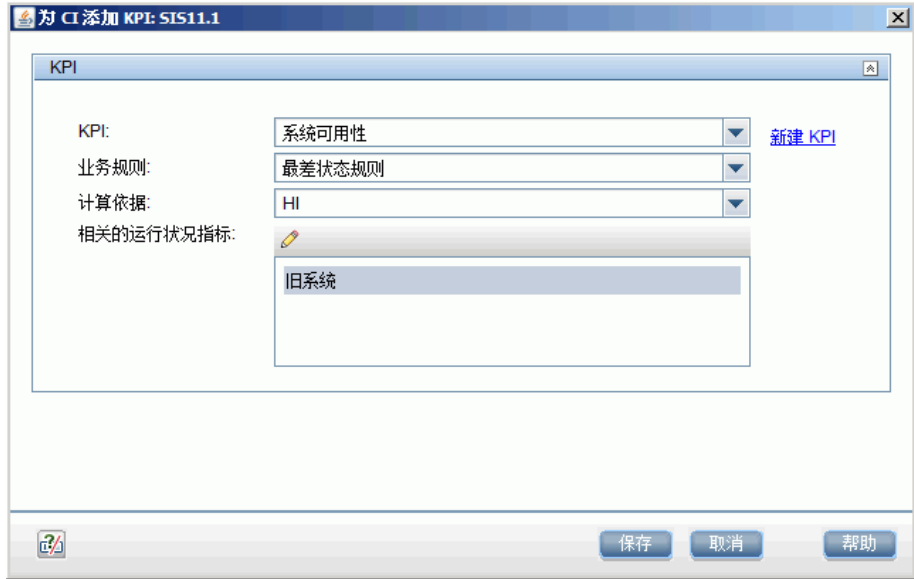 为 CI 添加 KPI: SIS11.1
KPI
KPI: 系统可用性 新建 KPI
业务规则: 最差状态规则
计算依据: HI
相关的运行状况指标:
旧系统
保存 取消 帮助